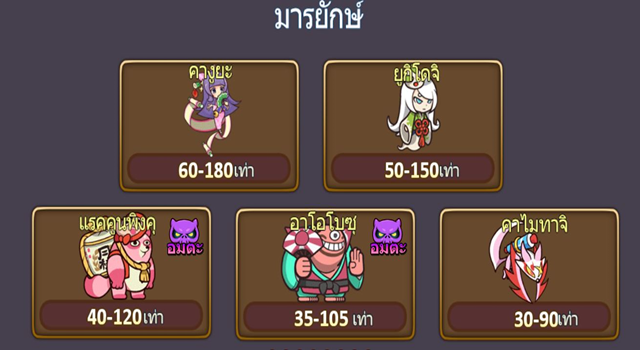 มารยักษ์
คางูยะ
60-180เท่า
ยูกิโดจิ
50-150เท่า
แรคคูนพิงคุ
อมตะ
40-120เท่า
อาโอโบซุ
อมตะ
35-105 เท่า
คาไมทาจิ
30-90เท่า